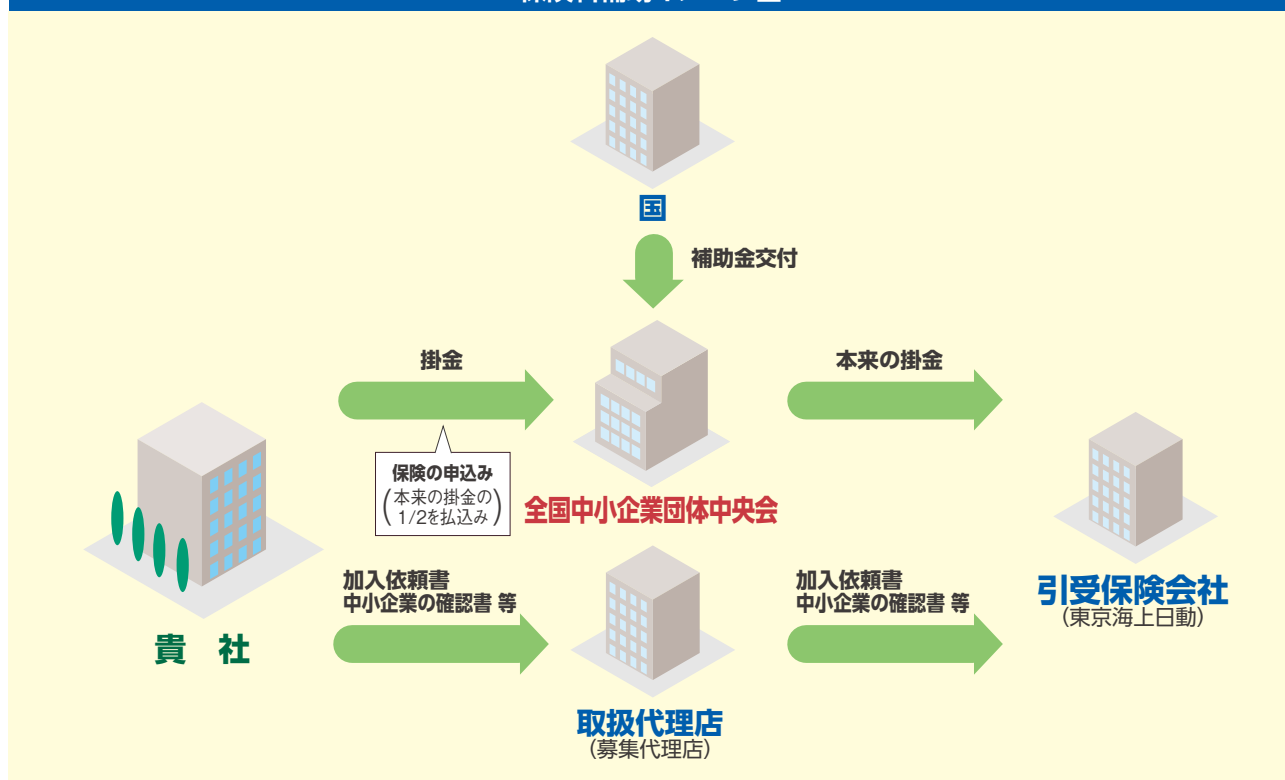 国
補助金交付
掛金
本来の掛金
保険の申込み
(本来の掛金の
1/2を払込み)
全国中小企業団体中央会
加入依頼書
中小企業の確認書 等
加入依頼書
中小企業の確認書 等
引受保険会社
(東京海上日動)
貴 社
取扱代理店
(募集代理店)